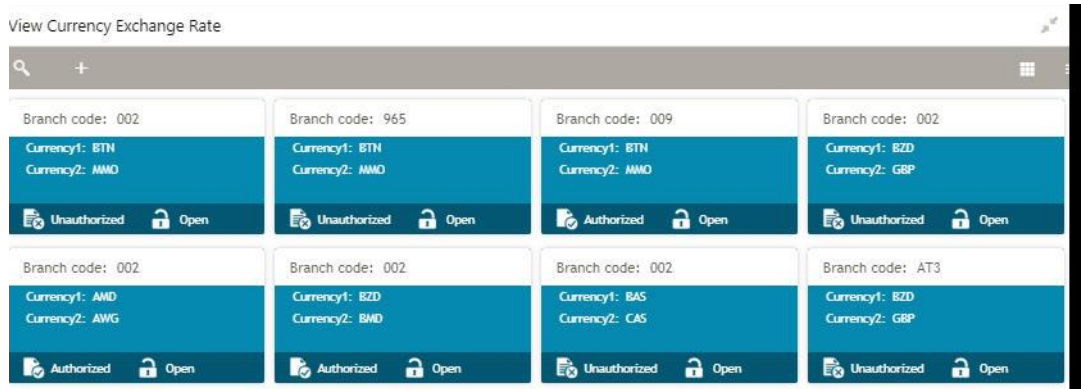 View Currency Exchange Rate
Branch code: 002
Currency1: BTN
Currency2: MMO
Unauthorized Open
Branch code: 965
Currency1: BTN
Currency2: MMO
Unauthorized Open
Branch code: 009
Currency1: BTN
Currency2: MMO
Authorized Open
Branch code: 002
Currency1: BZD
Currency2: GBP
Unauthorized Open
Branch code: 002
Currency1: AMD
Currency2: AWG
Authorized Open
Branch code: 002
Currency1: BZD
Currency2: BMD
Authorized Open
Branch code: 002
Currency1: BAS
Currency2: CAS
Unauthorized Open
Branch code: AT3
Currency1: BZD
Currency2: GBP
Unauthorized Open